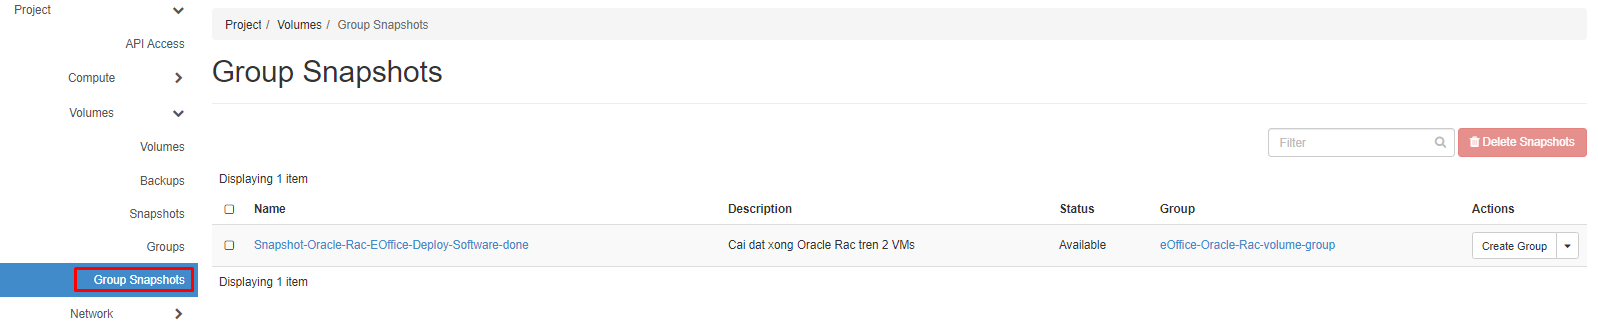 Project
API Access
Compute
Volumes
Volumes
Backups
Snapshots
Groups
Group Snapshots
Network
Project / Volumes / Group Snapshots
Group Snapshots
Filter
Delete Snapshots
Displaying 1 item
Name Description Status Group Actions
Snapshot-Oracle-Rac-EOffice-Deploy-Software-done Cai dat xong Oracle Rac tren 2 VMs Available eOffice-Oracle-Rac-volume-group Create Group
Displaying 1 item